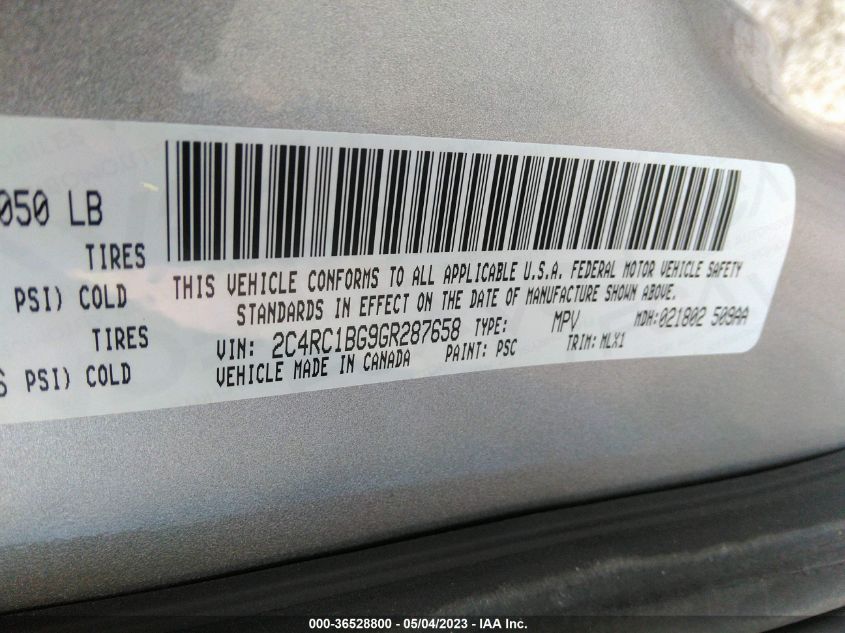 050 LB
TIRES
PSI) COLD
TIRES
PSI) COLD
THIS VEHICLE CONFORMS TO ALL APPLICABLE U.S.A. FEDERAL MOTOR VEHICLE SAFETY
STANDARDS IN EFFECT ON THE DATE OF MANUFACTURE SHOWN ABOVE.
VIN: 2C4RC1BG9GR287658 TYPE: MPV MDH:021802 509AA
VEHICLE MADE IN CANADA PAINT: PSC TRIM: MLX1
000-36528800 - 05/04/2023 - IAA Inc.